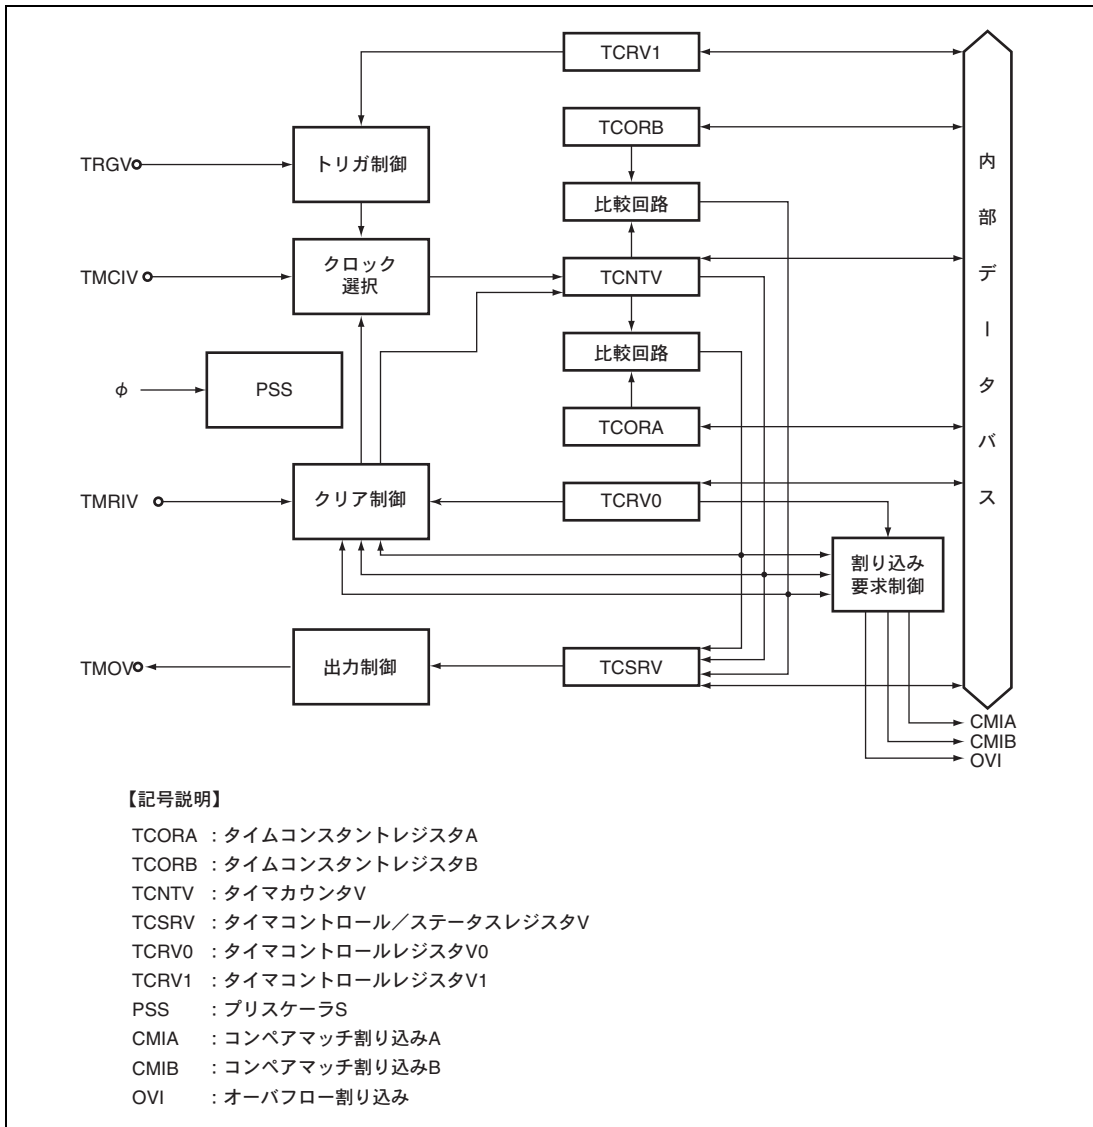 TCRV1
TCORB
TRGV
トリガ制御
比較回路
TMCIV
クロック
選択
TCNTV
比較回路
φ
PSS
TCORA
TMRIV
クリア制御
TCRV0
割り込み
要求制御
TMOV
出力制御
TCSRV
内部データバス
CMIA
CMIB
OVI
【記号説明】
TCORA :タイムコンスタントレジスタA
TCORB :タイムコンスタントレジスタB
TCNTV :タイマカウンタV
TCSRV :タイマコントロール/ステータスレジスタV
TCRV0 :タイマコントロールレジスタV0
TCRV1 :タイマコントロールレジスタV1
PSS :プリスケーラS
CMIA :コンペアマッチ割り込みA
CMIB :コンペアマッチ割り込みB
OVI :オーバフロー割り込み